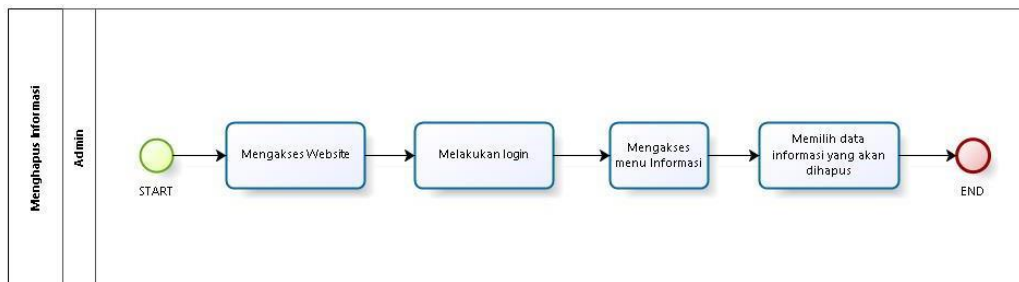 Menghapus Informasi
Admin
START
Mengakses Website
Melakukan login
Mengakses
menu Informasi
Memilih data
informasi yang akan
dihapus
END